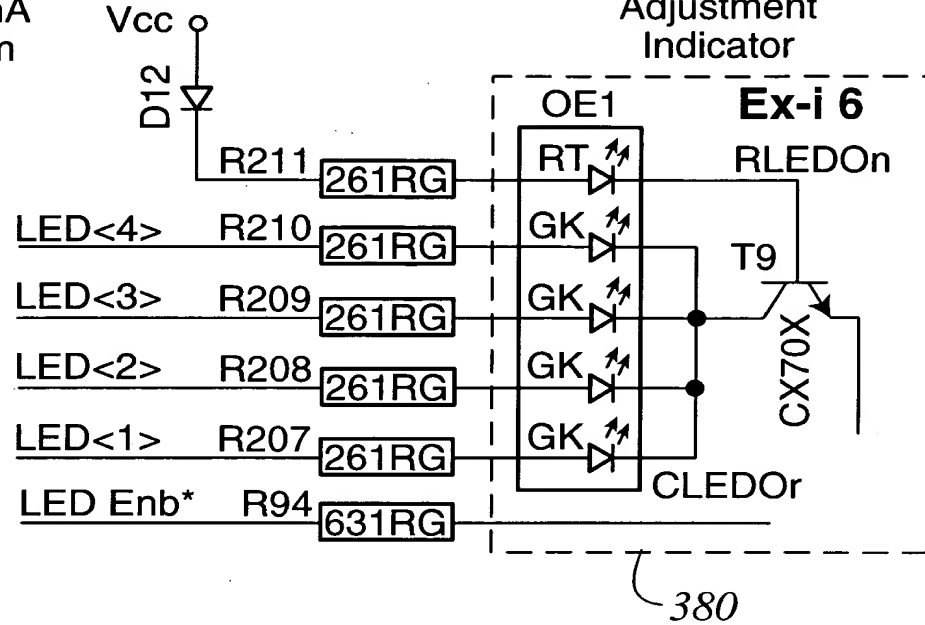 mA
m
Vcc
D12
Adjustment
Indicator
OE1
Ex-i 6
R211
261RG
RT
RLEDOn
LED<4>
R210
261RG
GK
T9
LED<3>
R209
261RG
GK
CX70X
LED<2>
R208
261RG
GK
LED<1>
R207
261RG
GK
CLEDOr
LED Enb*
R94
631RG
380